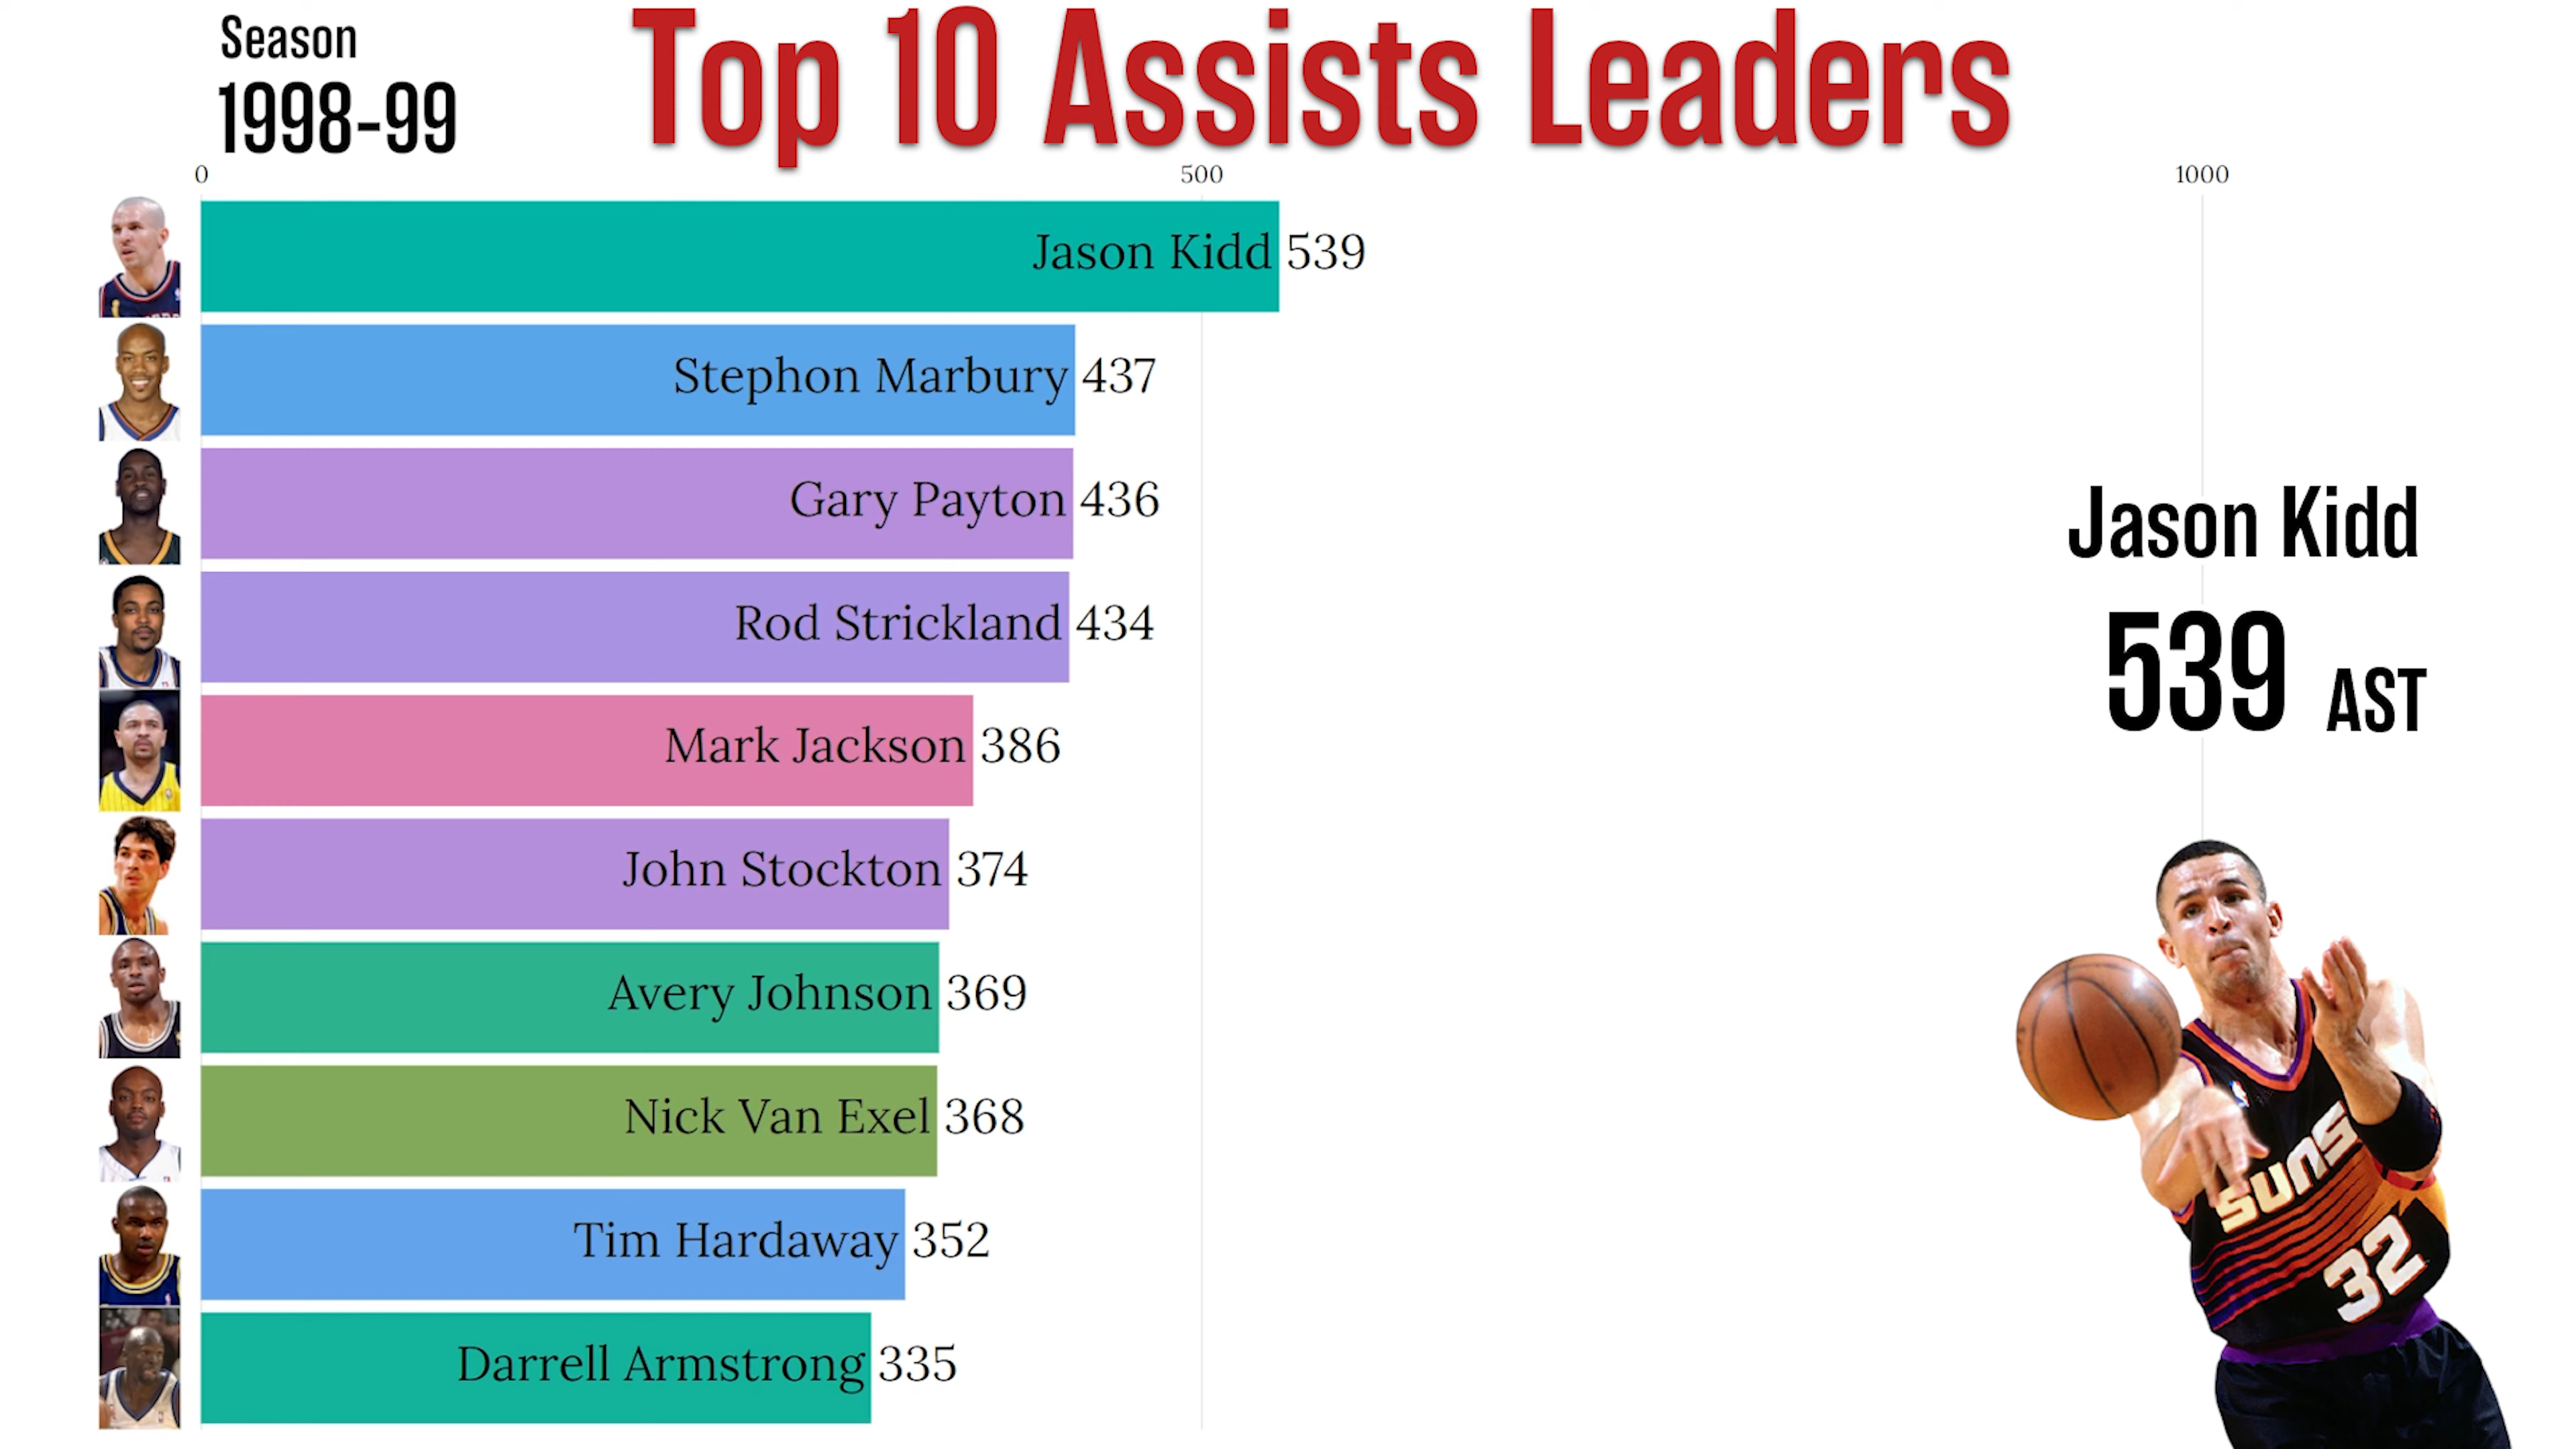 Season
1998-99
Top 10 Assists Leaders
0
500
1000
Jason Kidd 539
Stephon Marbury 437
Gary Payton 436
Rod Strickland 434
Mark Jackson 386
John Stockton 374
Avery Johnson 369
Nick Van Exel 368
Tim Hardaway 352
Darrell Armstrong 335
Jason Kidd
539 AST
SUNS
32